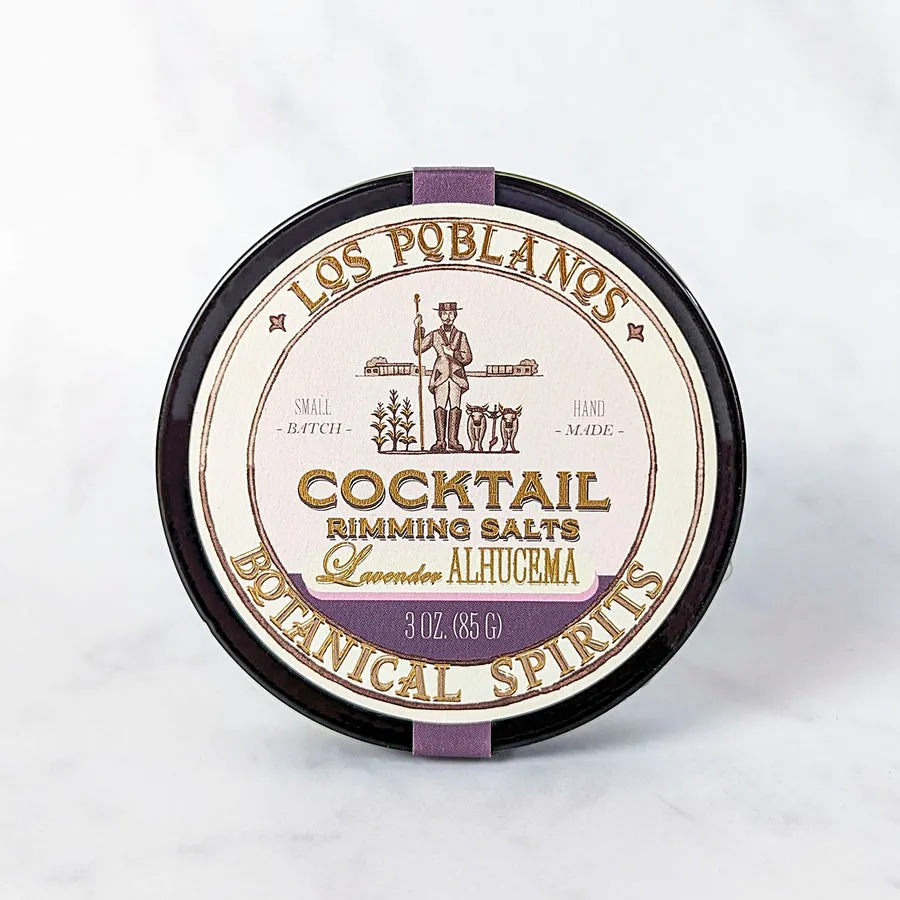 LOS POBLANOS
SMALL
- BATCH -
HAND
- MADE -
COCKTAIL
RIMMING SALTS
Lavender ALHUCEMA
3 OZ. (85 G)
BOTANICAL SPIRITS